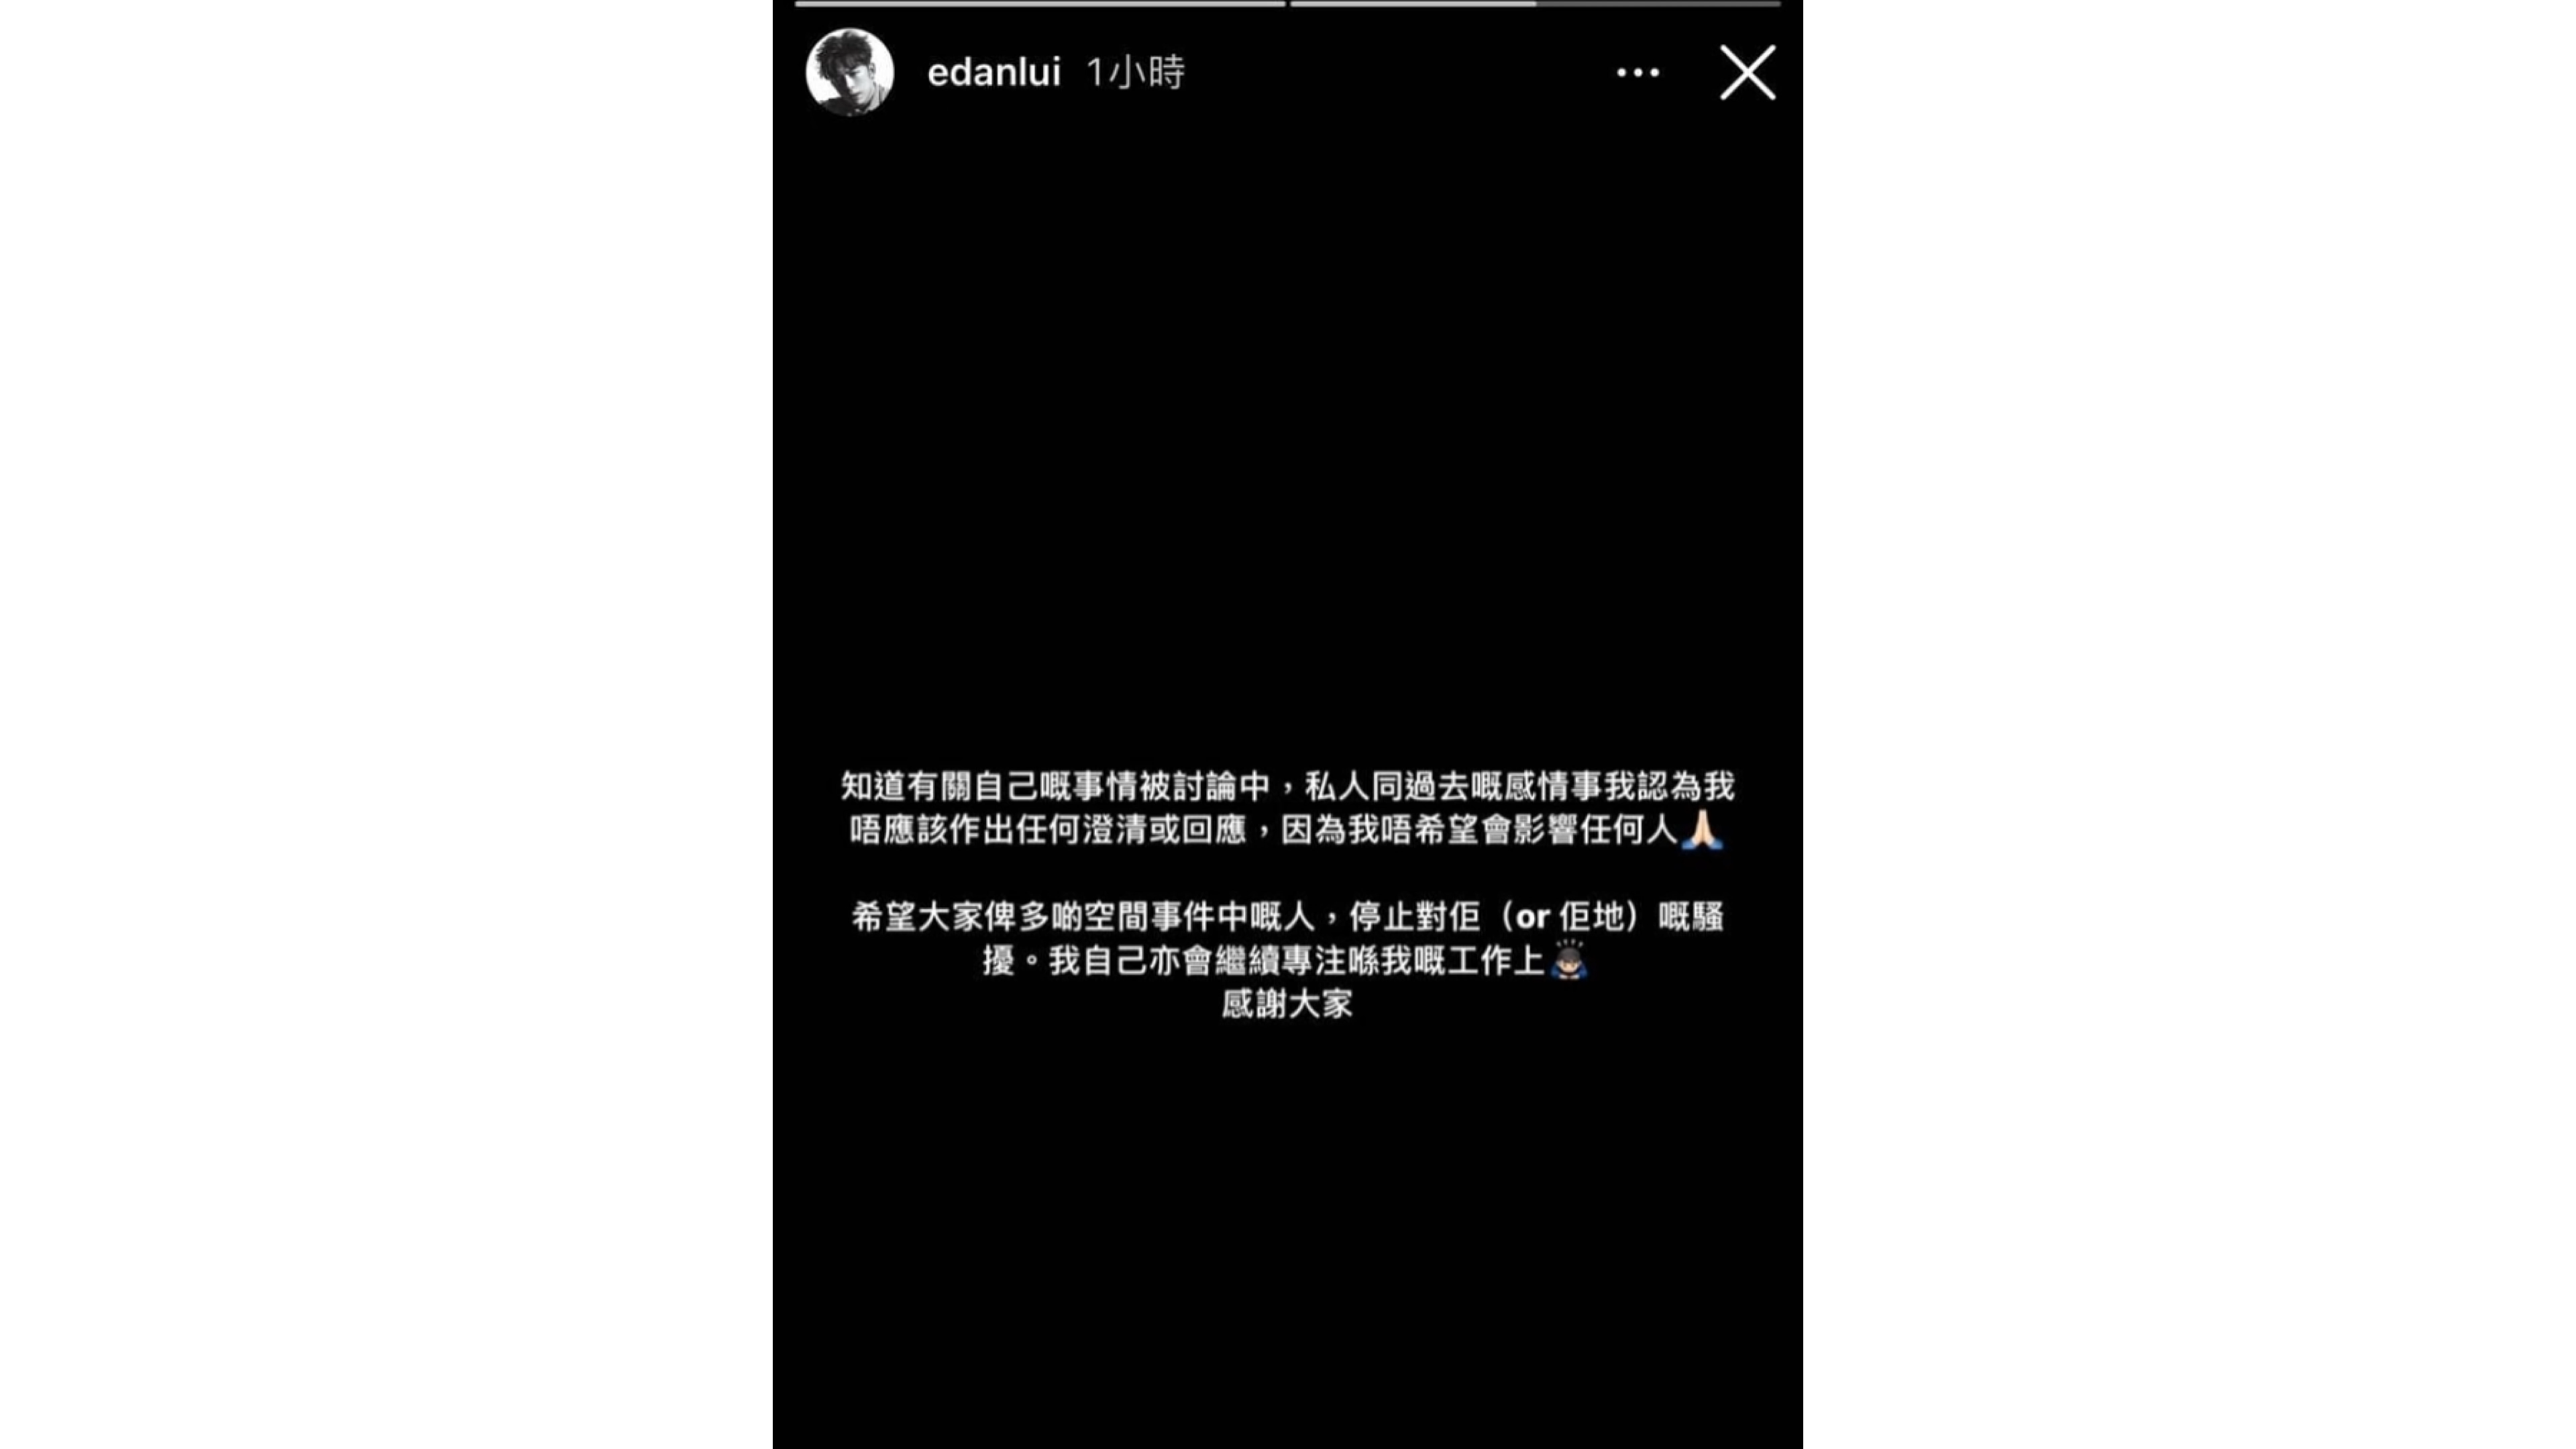 edanlui 1小時
知道有關自己嘅事情被討論中，私人同過去嘅感情事我認為我
唔應該作出任何澄清或回應，因為我唔希望會影響任何人🙏🏻
希望大家俾多啲空間事件中嘅人，停止對佢（or 佢地）嘅騷
擾。我自己亦會繼續專注喺我嘅工作上🙇🏻‍♂️
感謝大家